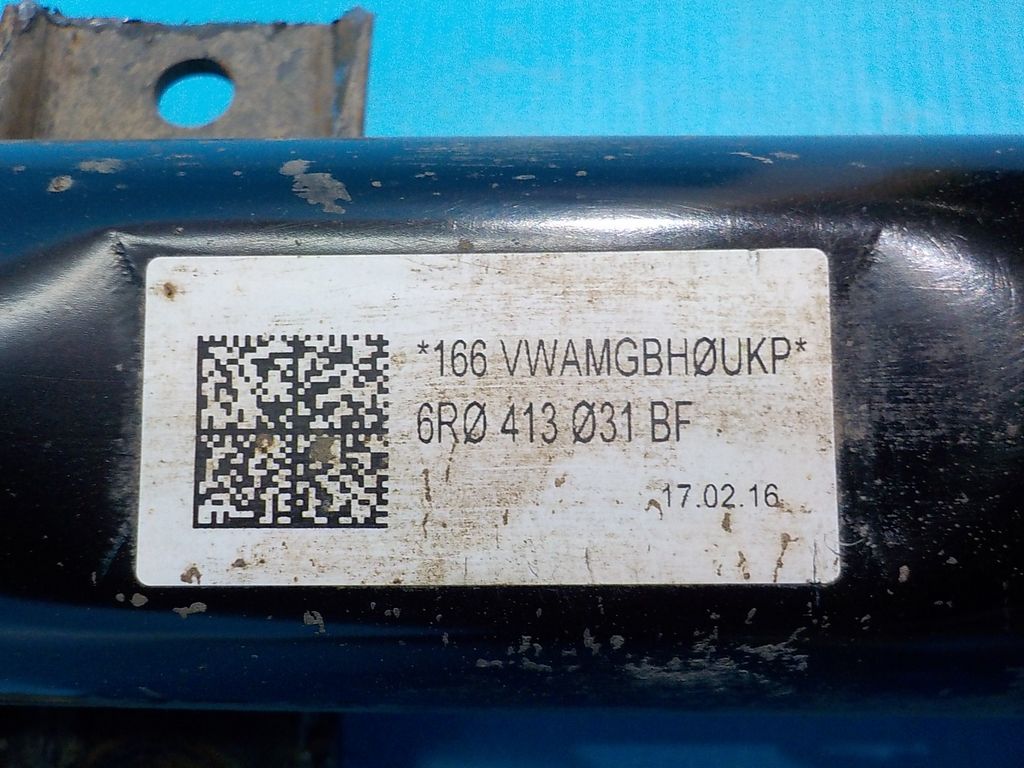 *166 VWAMGBHØUKP*
6RØ 413 Ø31 BF
17.02.16